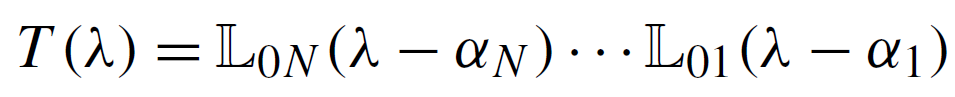 T(λ) = 𝕃₀N(λ − αN) ⋯ 𝕃₀₁(λ − α₁)